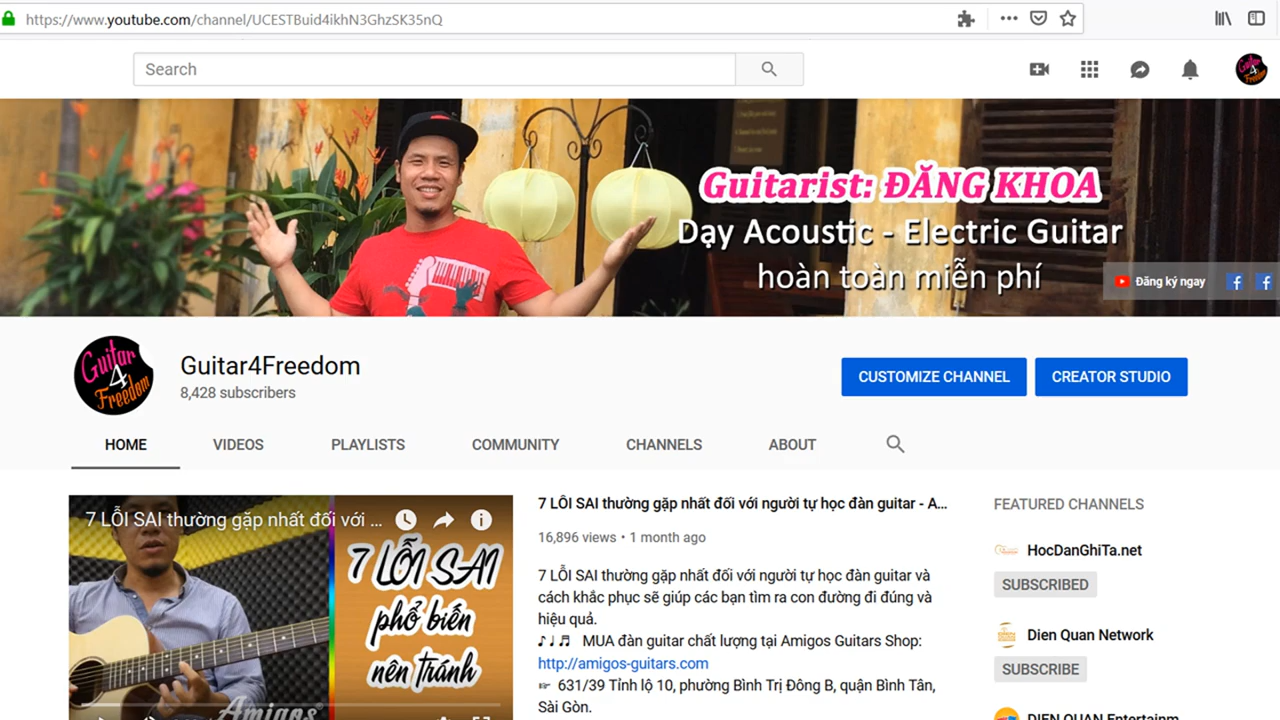 https://www.youtube.com/channel/UCESTBuid4ikhN3GhzSK35nQ
Search
Guitar 4 Freedom
Guitarist: ĐĂNG KHOA
Dạy Acoustic - Electric Guitar
hoàn toàn miễn phí
Đăng ký ngay
Guitar 4 Freedom
Guitar4Freedom
8,428 subscribers
CUSTOMIZE CHANNEL
CREATOR STUDIO
HOME
VIDEOS
PLAYLISTS
COMMUNITY
CHANNELS
ABOUT
7 LỖI SAI thường gặp nhất đối với ...
7 LỖI SAI
phổ biến
nên tránh
Amigos
7 LỖI SAI thường gặp nhất đối với người tự học đàn guitar - A...
16,896 views • 1 month ago
7 LỖI SAI thường gặp nhất đối với người tự học đàn guitar và
cách khắc phục sẽ giúp các bạn tìm ra con đường đi đúng và
hiệu quả.
♪♩♬ MUA đàn guitar chất lượng tại Amigos Guitars Shop:
http://amigos-guitars.com
☞ 631/39 Tỉnh lộ 10, phường Bình Trị Đông B, quận Bình Tân,
Sài Gòn.
FEATURED CHANNELS
HocDanGhiTa.net
SUBSCRIBED
Dien Quan Network
SUBSCRIBE
DIEN QUAN Entertainm